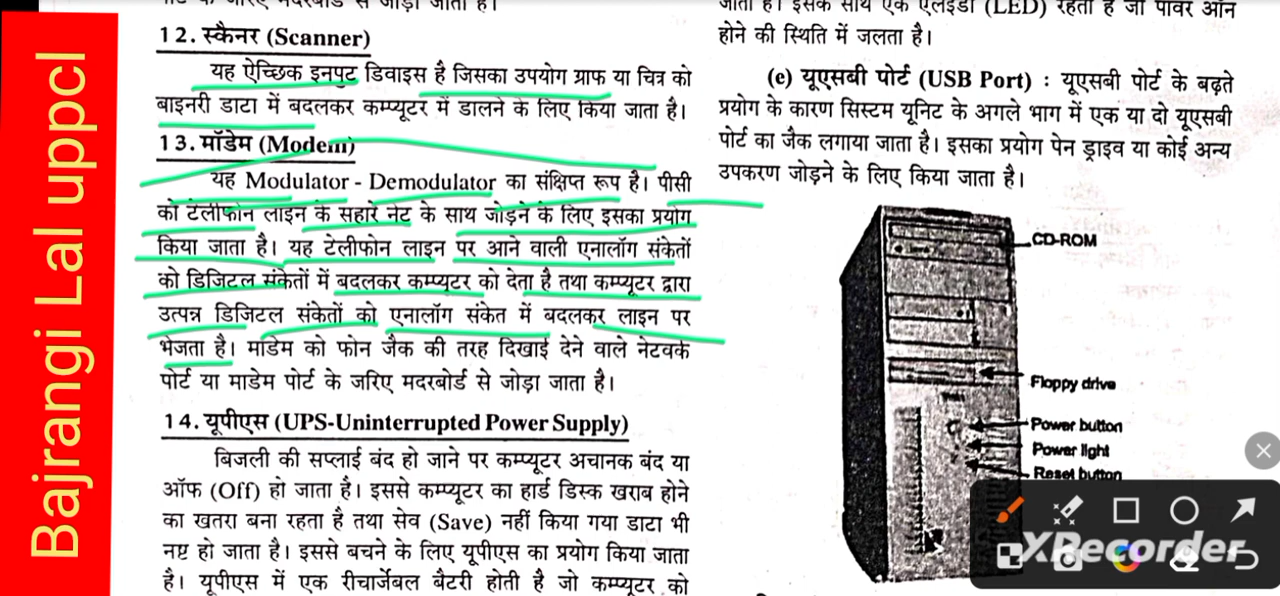 Bajrangi Lal uppcl
12. स्कैनर (Scanner)
यह ऐच्छिक इनपुट डिवाइस है जिसका उपयोग ग्राफ या चित्र को
बाइनरी डाटा में बदलकर कम्प्यूटर में डालने के लिए किया जाता है।
13. मॉडेम (Modem)
यह Modulator - Demodulator का संक्षिप्त रूप है। पीसी
को टेलीफोन लाइन के सहारे नेट के साथ जोड़ने के लिए इसका प्रयोग
किया जाता है। यह टेलीफोन लाइन पर आने वाली एनालॉग संकेतों
को डिजिटल संकेतों में बदलकर कम्प्यूटर को देता है तथा कम्प्यूटर द्वारा
उत्पन्न डिजिटल संकेतों को एनालॉग संकेत में बदलकर लाइन पर
भेजता है। माडेम को फोन जैक की तरह दिखाई देने वाले नेटवर्क
पोर्ट या माडेम पोर्ट के जरिए मदरबोर्ड से जोड़ा जाता है।
14. यूपीएस (UPS-Uninterrupted Power Supply)
बिजली की सप्लाई बंद हो जाने पर कम्प्यूटर अचानक बंद या
ऑफ (Off) हो जाता है। इससे कम्प्यूटर का हार्ड डिस्क खराब होने
का खतरा बना रहता है तथा सेव (Save) नहीं किया गया डाटा भी
नष्ट हो जाता है। इससे बचने के लिए यूपीएस का प्रयोग किया जाता
है। यूपीएस में एक रीचार्जेबल बैटरी होती है जो कम्प्यूटर को
जाता है। इसके साथ एक एलइडी (LED) रहता है जो पावर ऑन
होने की स्थिति में जलता है।
(e) यूएसबी पोर्ट (USB Port) : यूएसबी पोर्ट के बढ़ते
प्रयोग के कारण सिस्टम यूनिट के अगले भाग में एक या दो यूएसबी
पोर्ट का जैक लगाया जाता है। इसका प्रयोग पेन ड्राइव या कोई अन्य
उपकरण जोड़ने के लिए किया जाता है।
CD-ROM
Floppy drive
Power button
Power light
Reset button
XRecorder